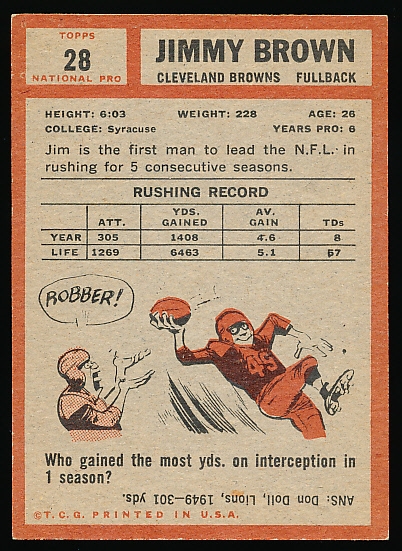 TOPPS
28
NATIONAL PRO
JIMMY BROWN
CLEVELAND BROWNS FULLBACK
HEIGHT: 6:03 WEIGHT: 228 AGE: 26
COLLEGE: Syracuse YEARS PRO: 6
Jim is the first man to lead the N.F.L. in
rushing for 5 consecutive seasons.
RUSHING RECORD
ATT. YDS. GAINED AV. GAIN TDs
YEAR 305 1408 4.6 8
LIFE 1269 6463 5.1 67
ROBBER!
45
Who gained the most yds. on interception in
1 season?
ANS: Don Doll, Lions, 1949—301 yds.
©T.C.G. PRINTED IN U.S.A.